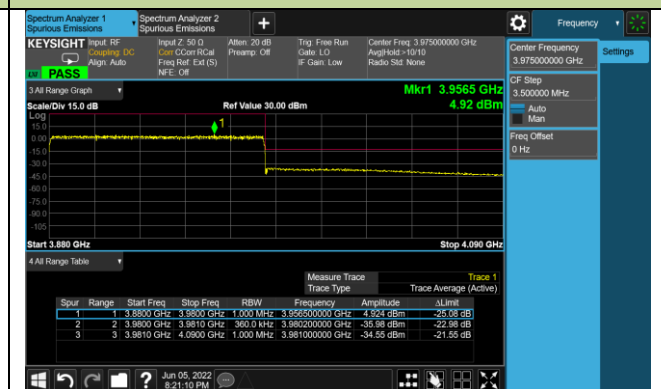 Spectrum Analyzer 1
Spurious Emissions
Spectrum Analyzer 2
Spurious Emissions
+
Frequency
KEYSIGHT
Input: RF
Coupling: DC
Align: Auto
Input Z: 50 Ω
Corr CCorr RCal
Freq Ref: Ext (S)
NFE: Off
Atten: 20 dB
Preamp: Off
Trig: Free Run
Gate: LO
IF Gain: Low
Center Freq: 3.975000000 GHz
Avg|Hold:>10/10
Radio Std: None
PASS
Center Frequency
3.975000000 GHz
Settings
CF Step
3.500000 MHz
Auto
Man
Freq Offset
0 Hz
3 All Range Graph
Mkr1 3.9565 GHz
Scale/Div 15.0 dB
Ref Value 30.00 dBm
4.92 dBm
Log
15.0
0.00
-15.0
-30.0
-45.0
-60.0
-75.0
-90.0
-105
1
Start 3.880 GHz
Stop 4.090 GHz
4 All Range Table
Measure Trace Trace 1
Trace Type Trace Average (Active)
Spur Range Start Freq Stop Freq RBW Frequency Amplitude ΔLimit
1 1 3.8800 GHz 3.9800 GHz 1.000 MHz 3.956500000 GHz 4.924 dBm -25.08 dB
2 2 3.9800 GHz 3.9810 GHz 360.0 kHz 3.980200000 GHz -35.98 dBm -22.98 dB
3 3 3.9810 GHz 4.0900 GHz 1.000 MHz 3.981000000 GHz -34.55 dBm -21.55 dB
?
Jun 05, 2022
8:21:10 PM